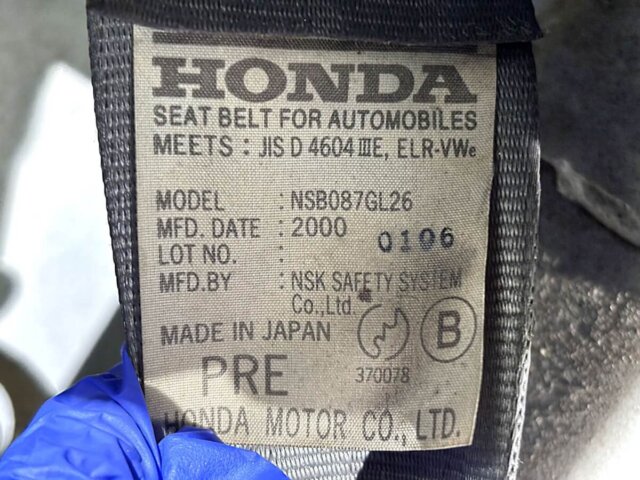 HONDA
SEAT BELT FOR AUTOMOBILES
MEETS : JIS D 4604 ⅢE, ELR-VWe
MODEL : NSB087GL26
MFD. DATE : 2000 0106
LOT NO. :
MFD.BY : NSK SAFETY SYSTEM
Co.,Ltd.
MADE IN JAPAN B
PRE 370078
HONDA MOTOR CO., LTD.